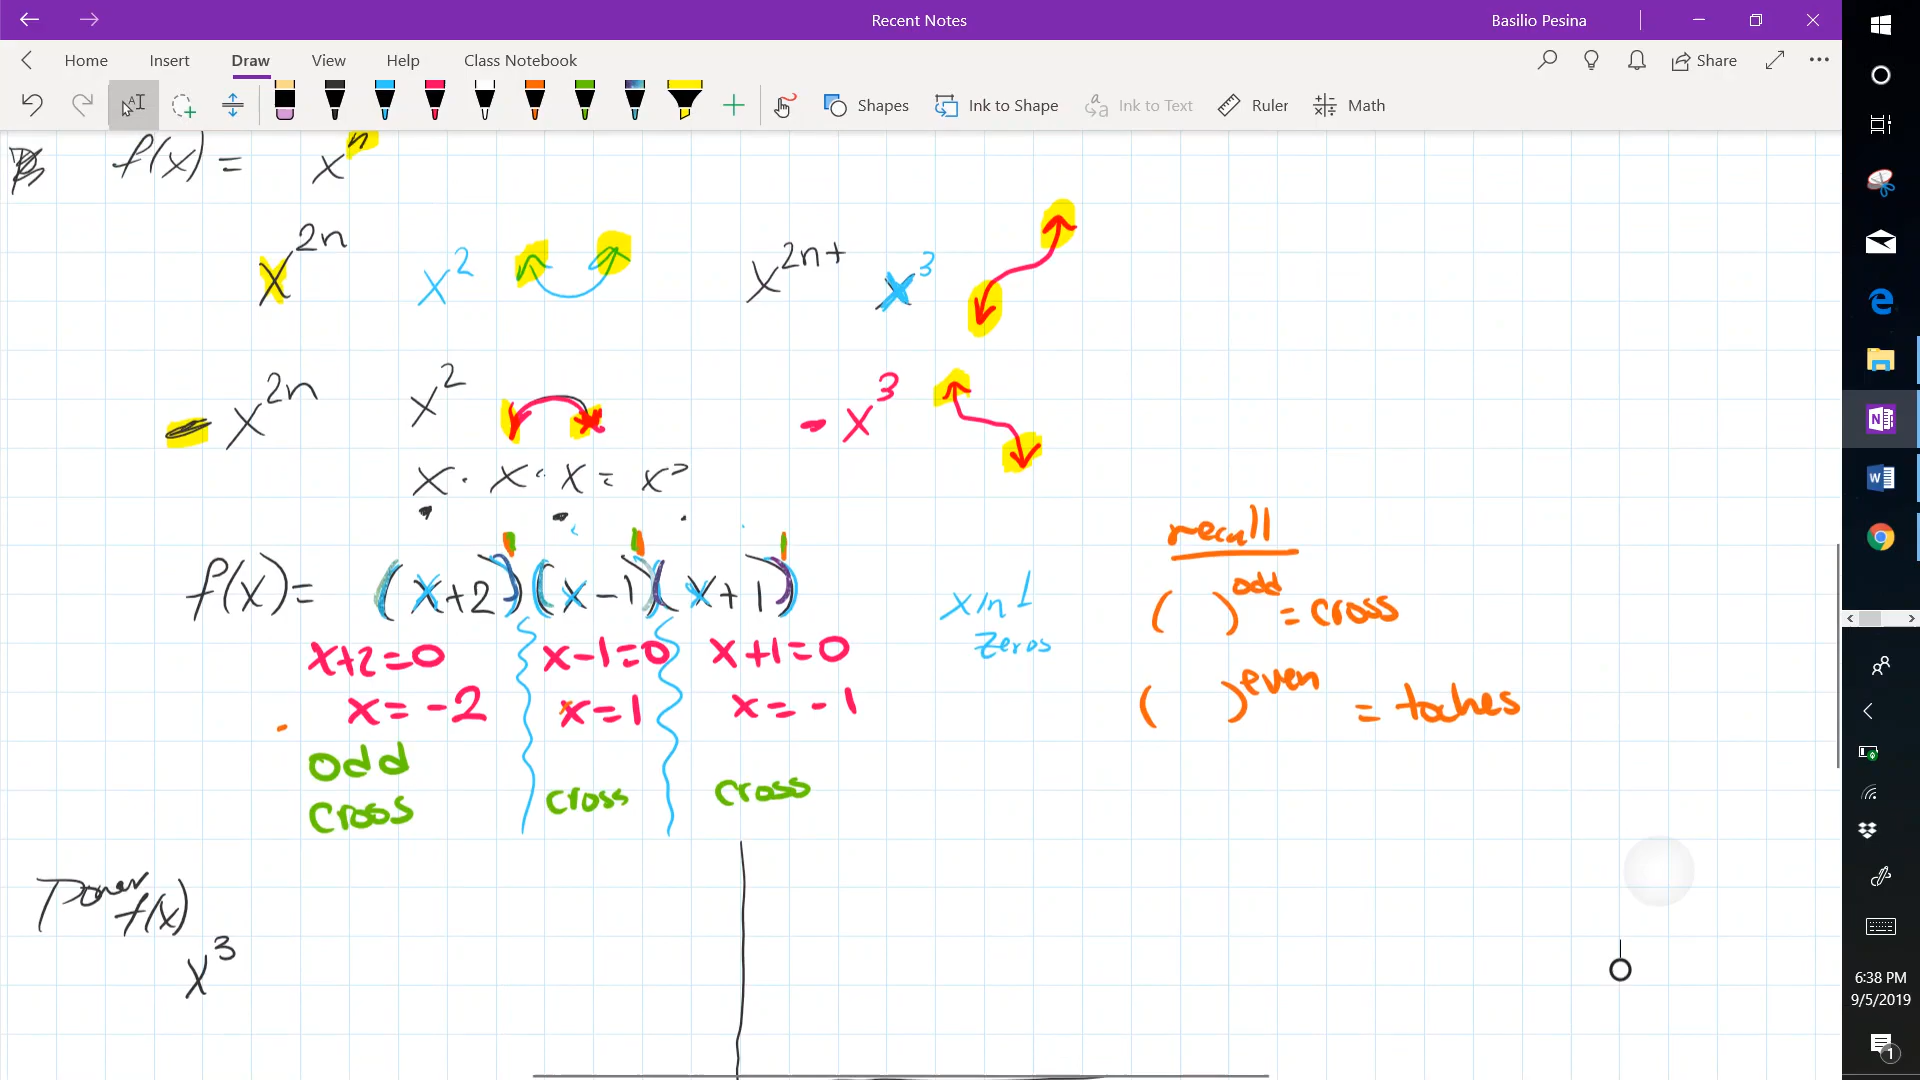 Recent Notes
Basilio Pesina
Home Insert Draw View Help Class Notebook
Share
Shapes Ink to Shape Ink to Text Ruler Math
f(x) = x^n
x^2n x^2 x^2n+ x^3
- x^2n x^2 - x^3
x · x · x = x^3
recall
f(x) = (x+2)(x-1)(x+1)
( )^odd = cross
x in t
zeros
x+2=0 x-1=0 x+1=0
x=-2 x=1 x=-1
( )^even = toches
odd
cross cross cross
Power
f(x)
x^3
6:38 PM
9/5/2019
1